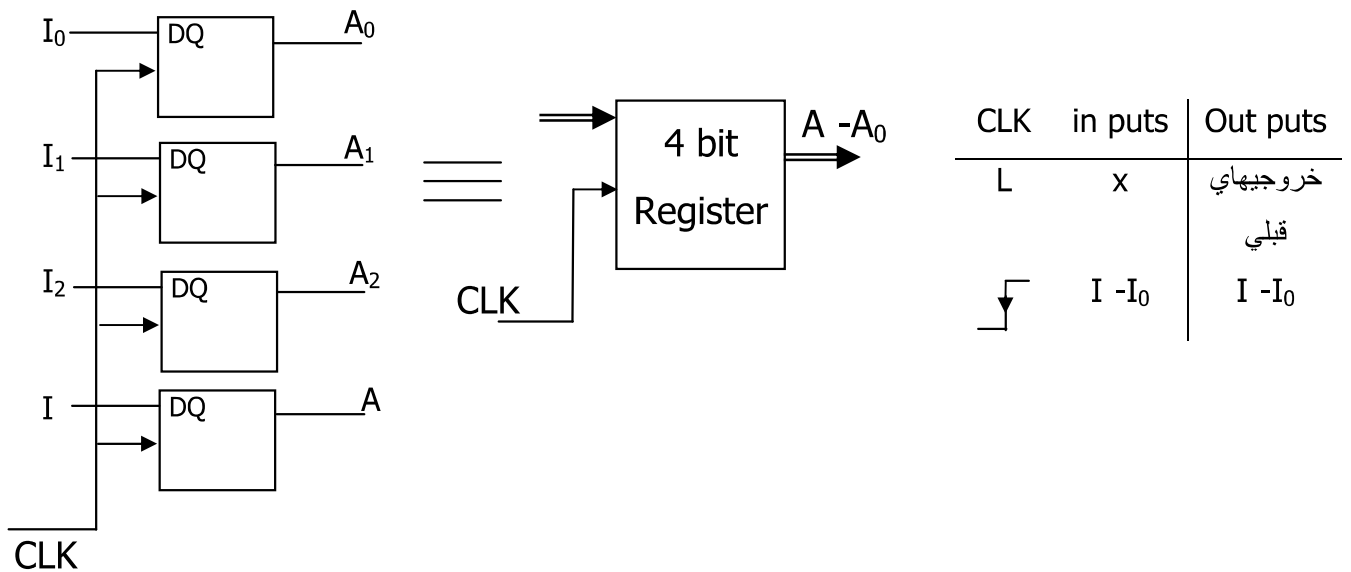 I₀ DQ A₀
I₁ DQ A₁
I₂ DQ A₂
I DQ A
CLK
4 bit
Register
A -A₀
CLK
CLK in puts Out puts
L x خروجيهاي
قبلي
I -I₀ I -I₀